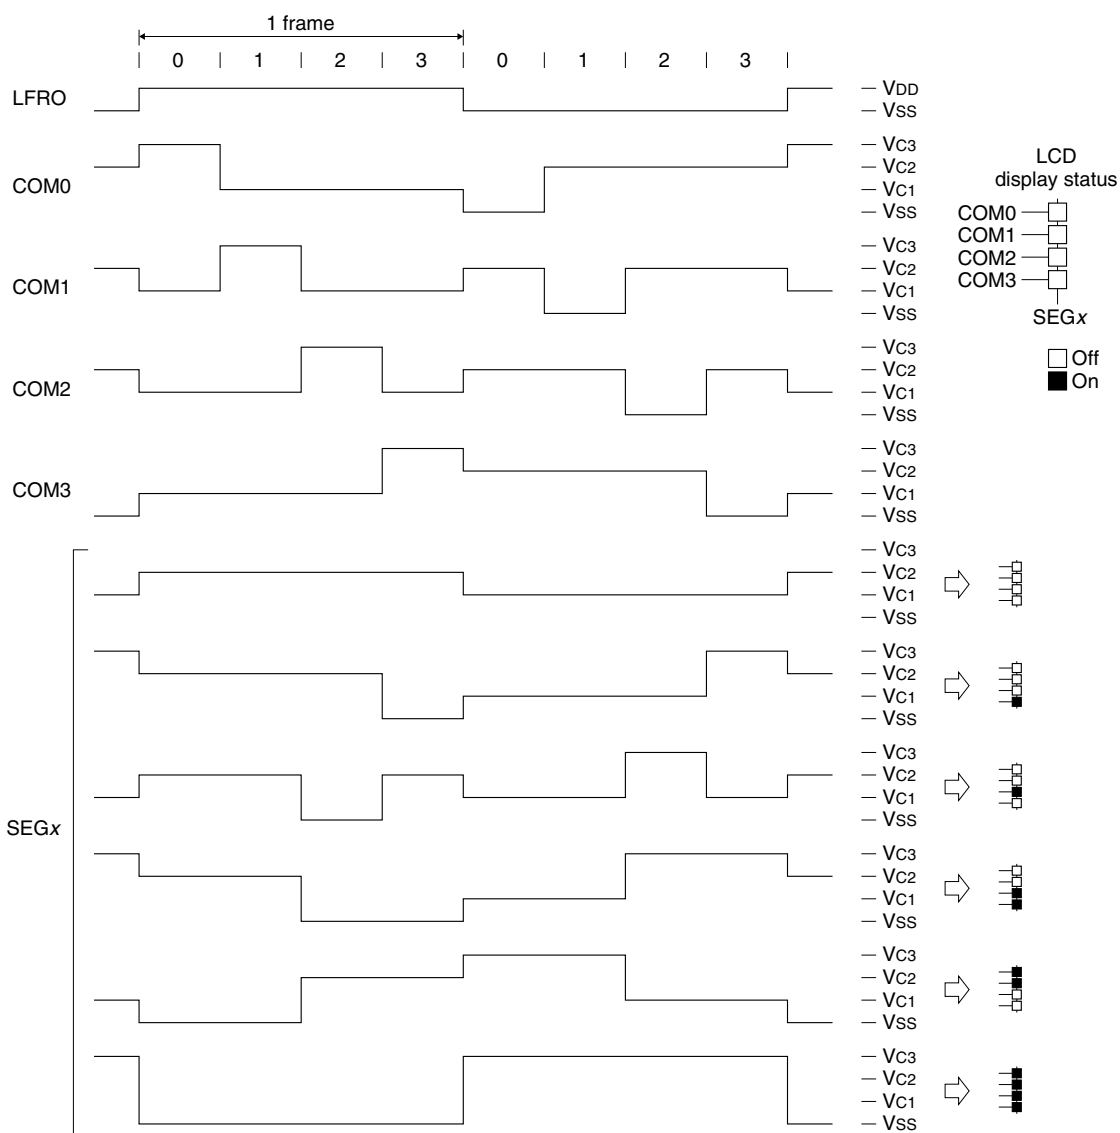 1 frame
0 1 2 3 0 1 2 3
LFRO
VDD
VSS
COM0
VC3
VC2
VC1
VSS
COM1
VC3
VC2
VC1
VSS
COM2
VC3
VC2
VC1
VSS
COM3
VC3
VC2
VC1
VSS
LCD
display status
COM0
COM1
COM2
COM3
SEGx
Off
On
SEGx
VC3
VC2
VC1
VSS
VC3
VC2
VC1
VSS
VC3
VC2
VC1
VSS
VC3
VC2
VC1
VSS
VC3
VC2
VC1
VSS
VC3
VC2
VC1
VSS